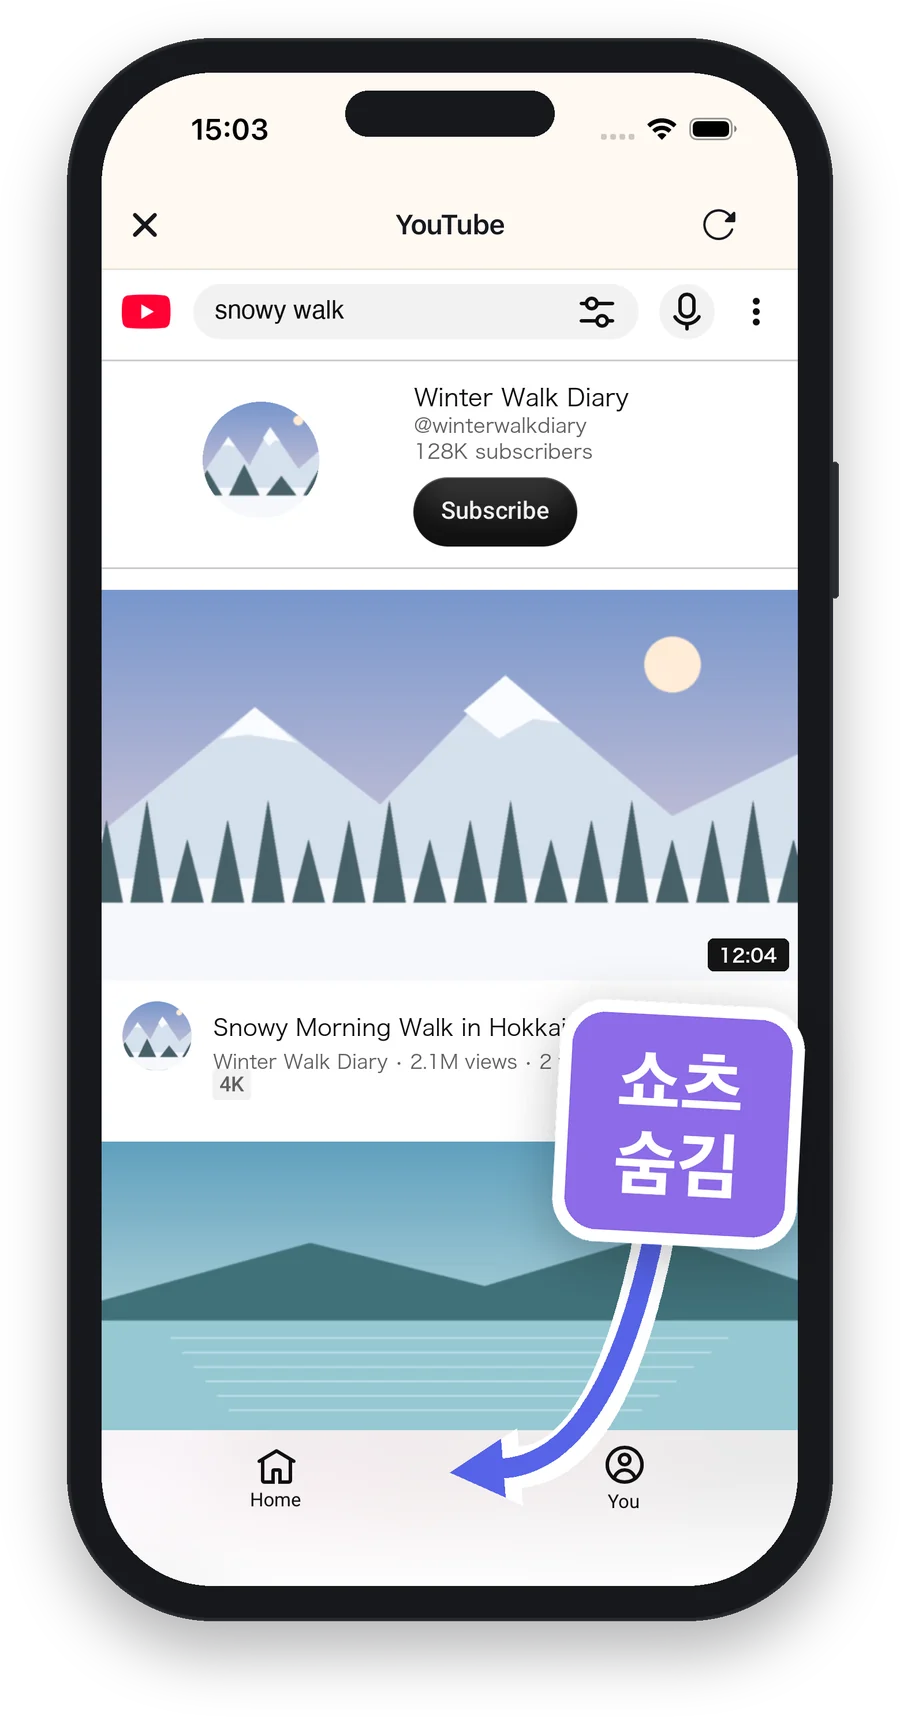 15:03
YouTube
snowy walk
Winter Walk Diary
@winterwalkdiary
128K subscribers
Subscribe
12:04
Snowy Morning Walk in Hokkai
Winter Walk Diary · 2.1M views · 2
4K
쇼츠
숨김
Home
You